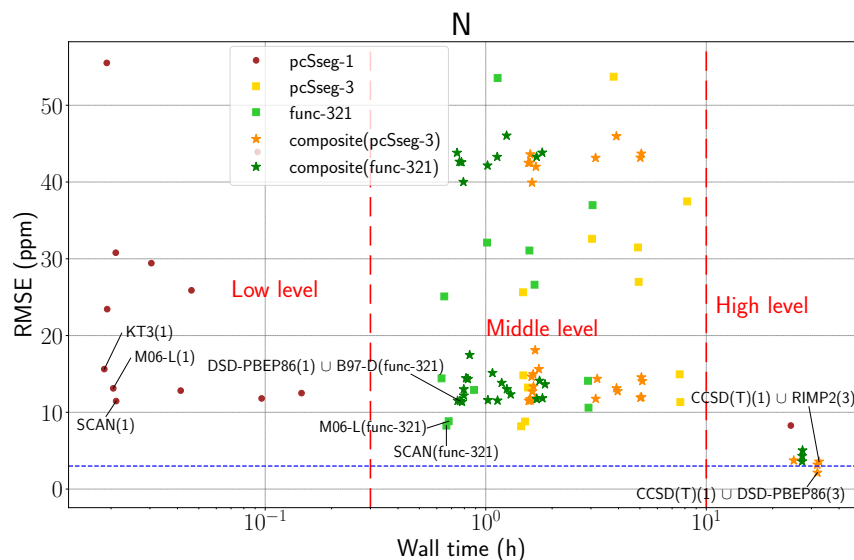 N
pcSseg-1
pcSseg-3
func-321
composite(pcSseg-3)
composite(func-321)
RMSE (ppm)
50
40
30
20
10
0
Low level
Middle level
High level
KT3(1)
M06-L(1)
SCAN(1)
DSD-PBEP86(1) ∪ B97-D(func-321)
M06-L(func-321)
SCAN(func-321)
CCSD(T)(1) ∪ RIMP2(3)
CCSD(T)(1) ∪ DSD-PBEP86(3)
10⁻¹
10⁰
10¹
Wall time (h)